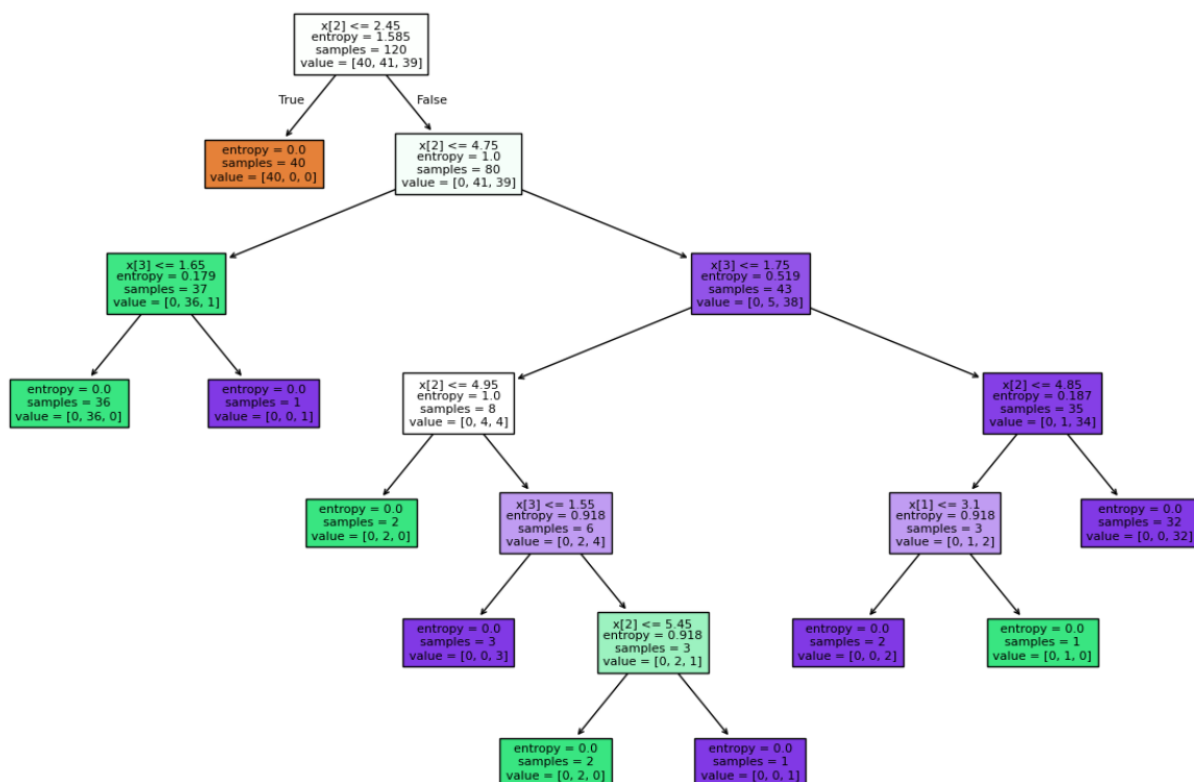 x[2] <= 2.45
entropy = 1.585
samples = 120
value = [40, 41, 39]
True
False
entropy = 0.0
samples = 40
value = [40, 0, 0]
x[2] <= 4.75
entropy = 1.0
samples = 80
value = [0, 41, 39]
x[3] <= 1.65
entropy = 0.179
samples = 37
value = [0, 36, 1]
x[3] <= 1.75
entropy = 0.519
samples = 43
value = [0, 5, 38]
entropy = 0.0
samples = 36
value = [0, 36, 0]
entropy = 0.0
samples = 1
value = [0, 0, 1]
x[2] <= 4.95
entropy = 1.0
samples = 8
value = [0, 4, 4]
x[2] <= 4.85
entropy = 0.187
samples = 35
value = [0, 1, 34]
entropy = 0.0
samples = 2
value = [0, 2, 0]
x[3] <= 1.55
entropy = 0.918
samples = 6
value = [0, 2, 4]
x[1] <= 3.1
entropy = 0.918
samples = 3
value = [0, 1, 2]
entropy = 0.0
samples = 32
value = [0, 0, 32]
entropy = 0.0
samples = 3
value = [0, 0, 3]
x[2] <= 5.45
entropy = 0.918
samples = 3
value = [0, 2, 1]
entropy = 0.0
samples = 2
value = [0, 0, 2]
entropy = 0.0
samples = 1
value = [0, 1, 0]
entropy = 0.0
samples = 2
value = [0, 2, 0]
entropy = 0.0
samples = 1
value = [0, 0, 1]